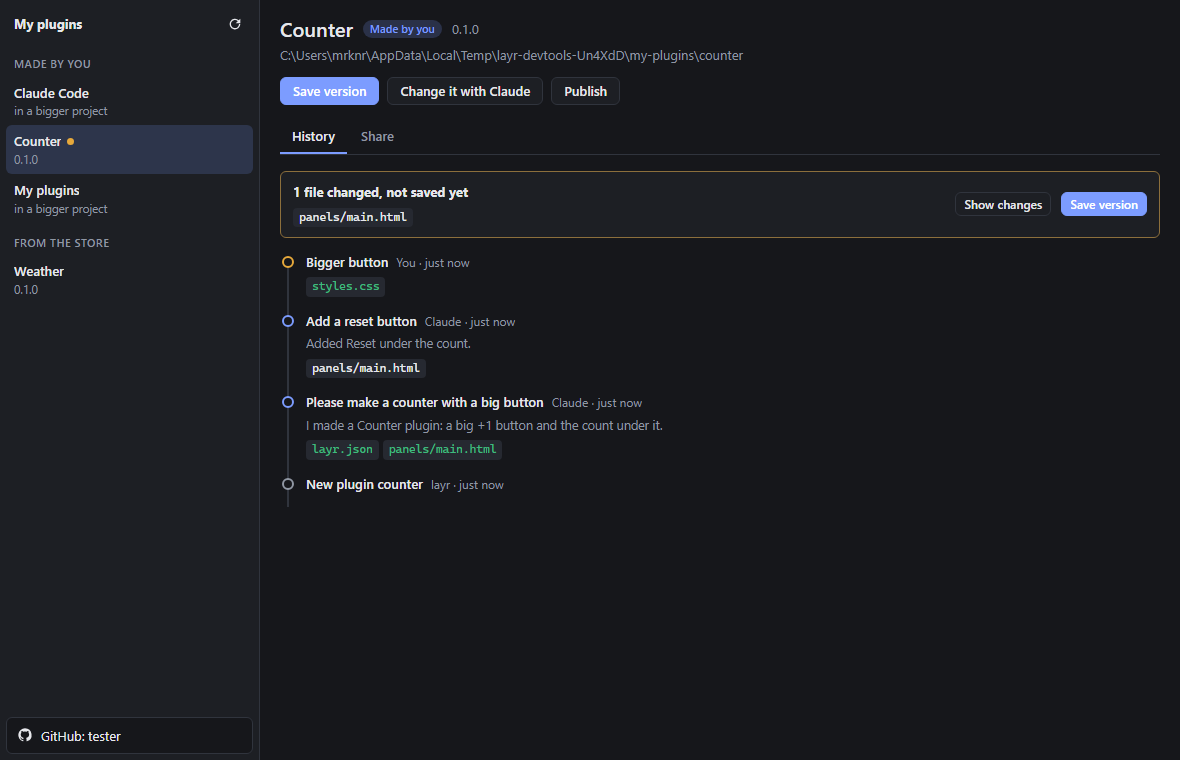 My plugins
MADE BY YOU
Claude Code
in a bigger project
Counter
0.1.0
My plugins
in a bigger project
FROM THE STORE
Weather
0.1.0
GitHub: tester
Counter Made by you 0.1.0
C:\Users\mrknr\AppData\Local\Temp\layr-devtools-Un4XdD\my-plugins\counter
Save version Change it with Claude Publish
History Share
1 file changed, not saved yet
panels/main.html
Show changes Save version
Bigger button You · just now
styles.css
Add a reset button Claude · just now
Added Reset under the count.
panels/main.html
Please make a counter with a big button Claude · just now
I made a Counter plugin: a big +1 button and the count under it.
layr.json panels/main.html
New plugin counter layr · just now